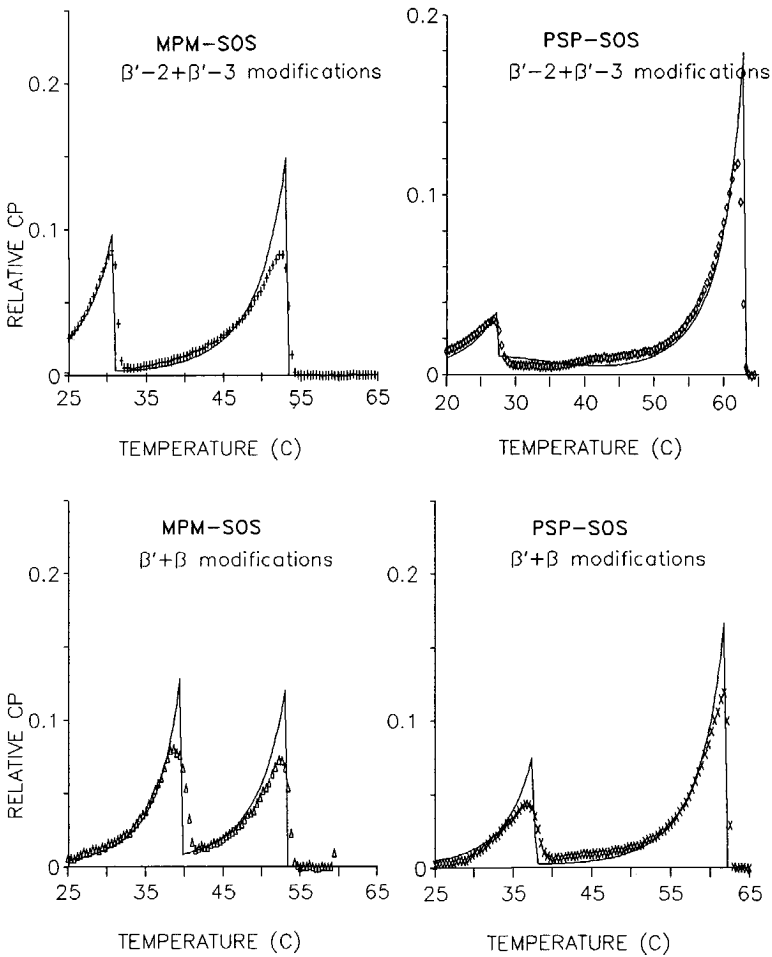 MPM-SOS
β'-2+β'-3 modifications
0.2
0.1
0
RELATIVE CP
25 35 45 55 65
TEMPERATURE (C)
PSP-SOS
β'-2+β'-3 modifications
0.2
0.1
0
20 30 40 50 60
TEMPERATURE (C)
MPM-SOS
β'+β modifications
0.2
0.1
0
RELATIVE CP
25 35 45 55 65
TEMPERATURE (C)
PSP-SOS
β'+β modifications
0.2
0.1
0
25 35 45 55 65
TEMPERATURE (C)